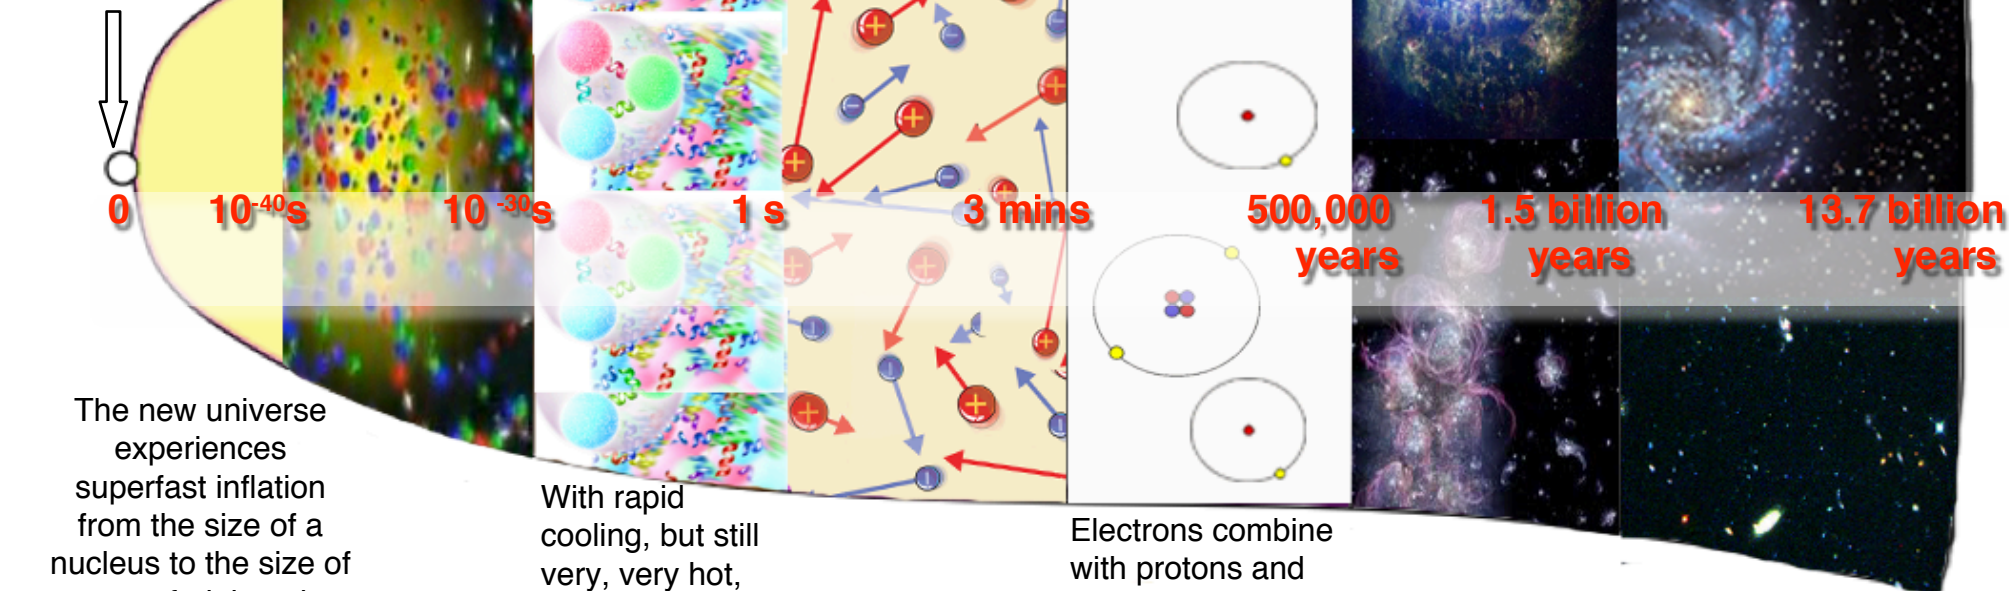 0
10-40s
10 -30s
1 s
3 mins
500,000
years
1.5 billion
years
13.7 billion
years
The new universe
experiences
superfast inflation
from the size of a
nucleus to the size of
With rapid
cooling, but still
very, very hot,
Electrons combine
with protons and